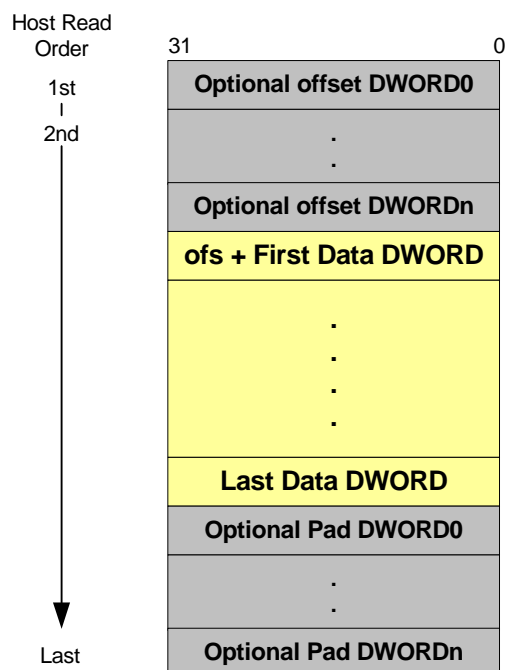 Host Read
Order
31 0
1st
2nd
Last
Optional offset DWORD0
.
.
Optional offset DWORDn
ofs + First Data DWORD
.
.
.
.
Last Data DWORD
Optional Pad DWORD0
.
.
Optional Pad DWORDn